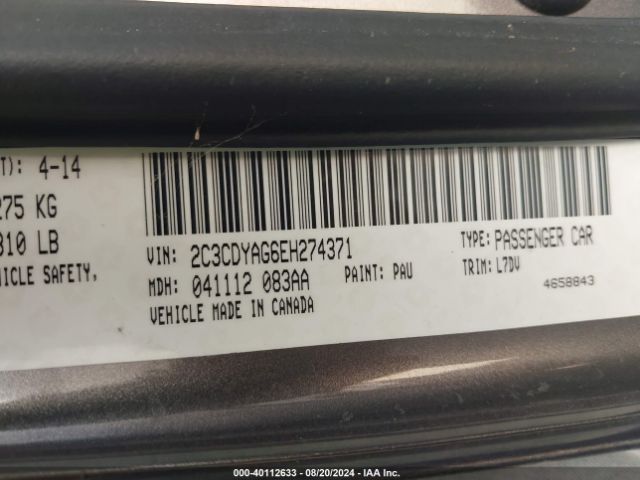 T): 4-14
275 KG
310 LB
HICLE SAFETY,
VIN: 2C3CDYAG6EH274371
TYPE: PASSENGER CAR
MDH: 041112 083AA
PAINT: PAU
TRIM: L7DV
VEHICLE MADE IN CANADA
4658843
000-40112633 - 08/20/2024 - IAA Inc.